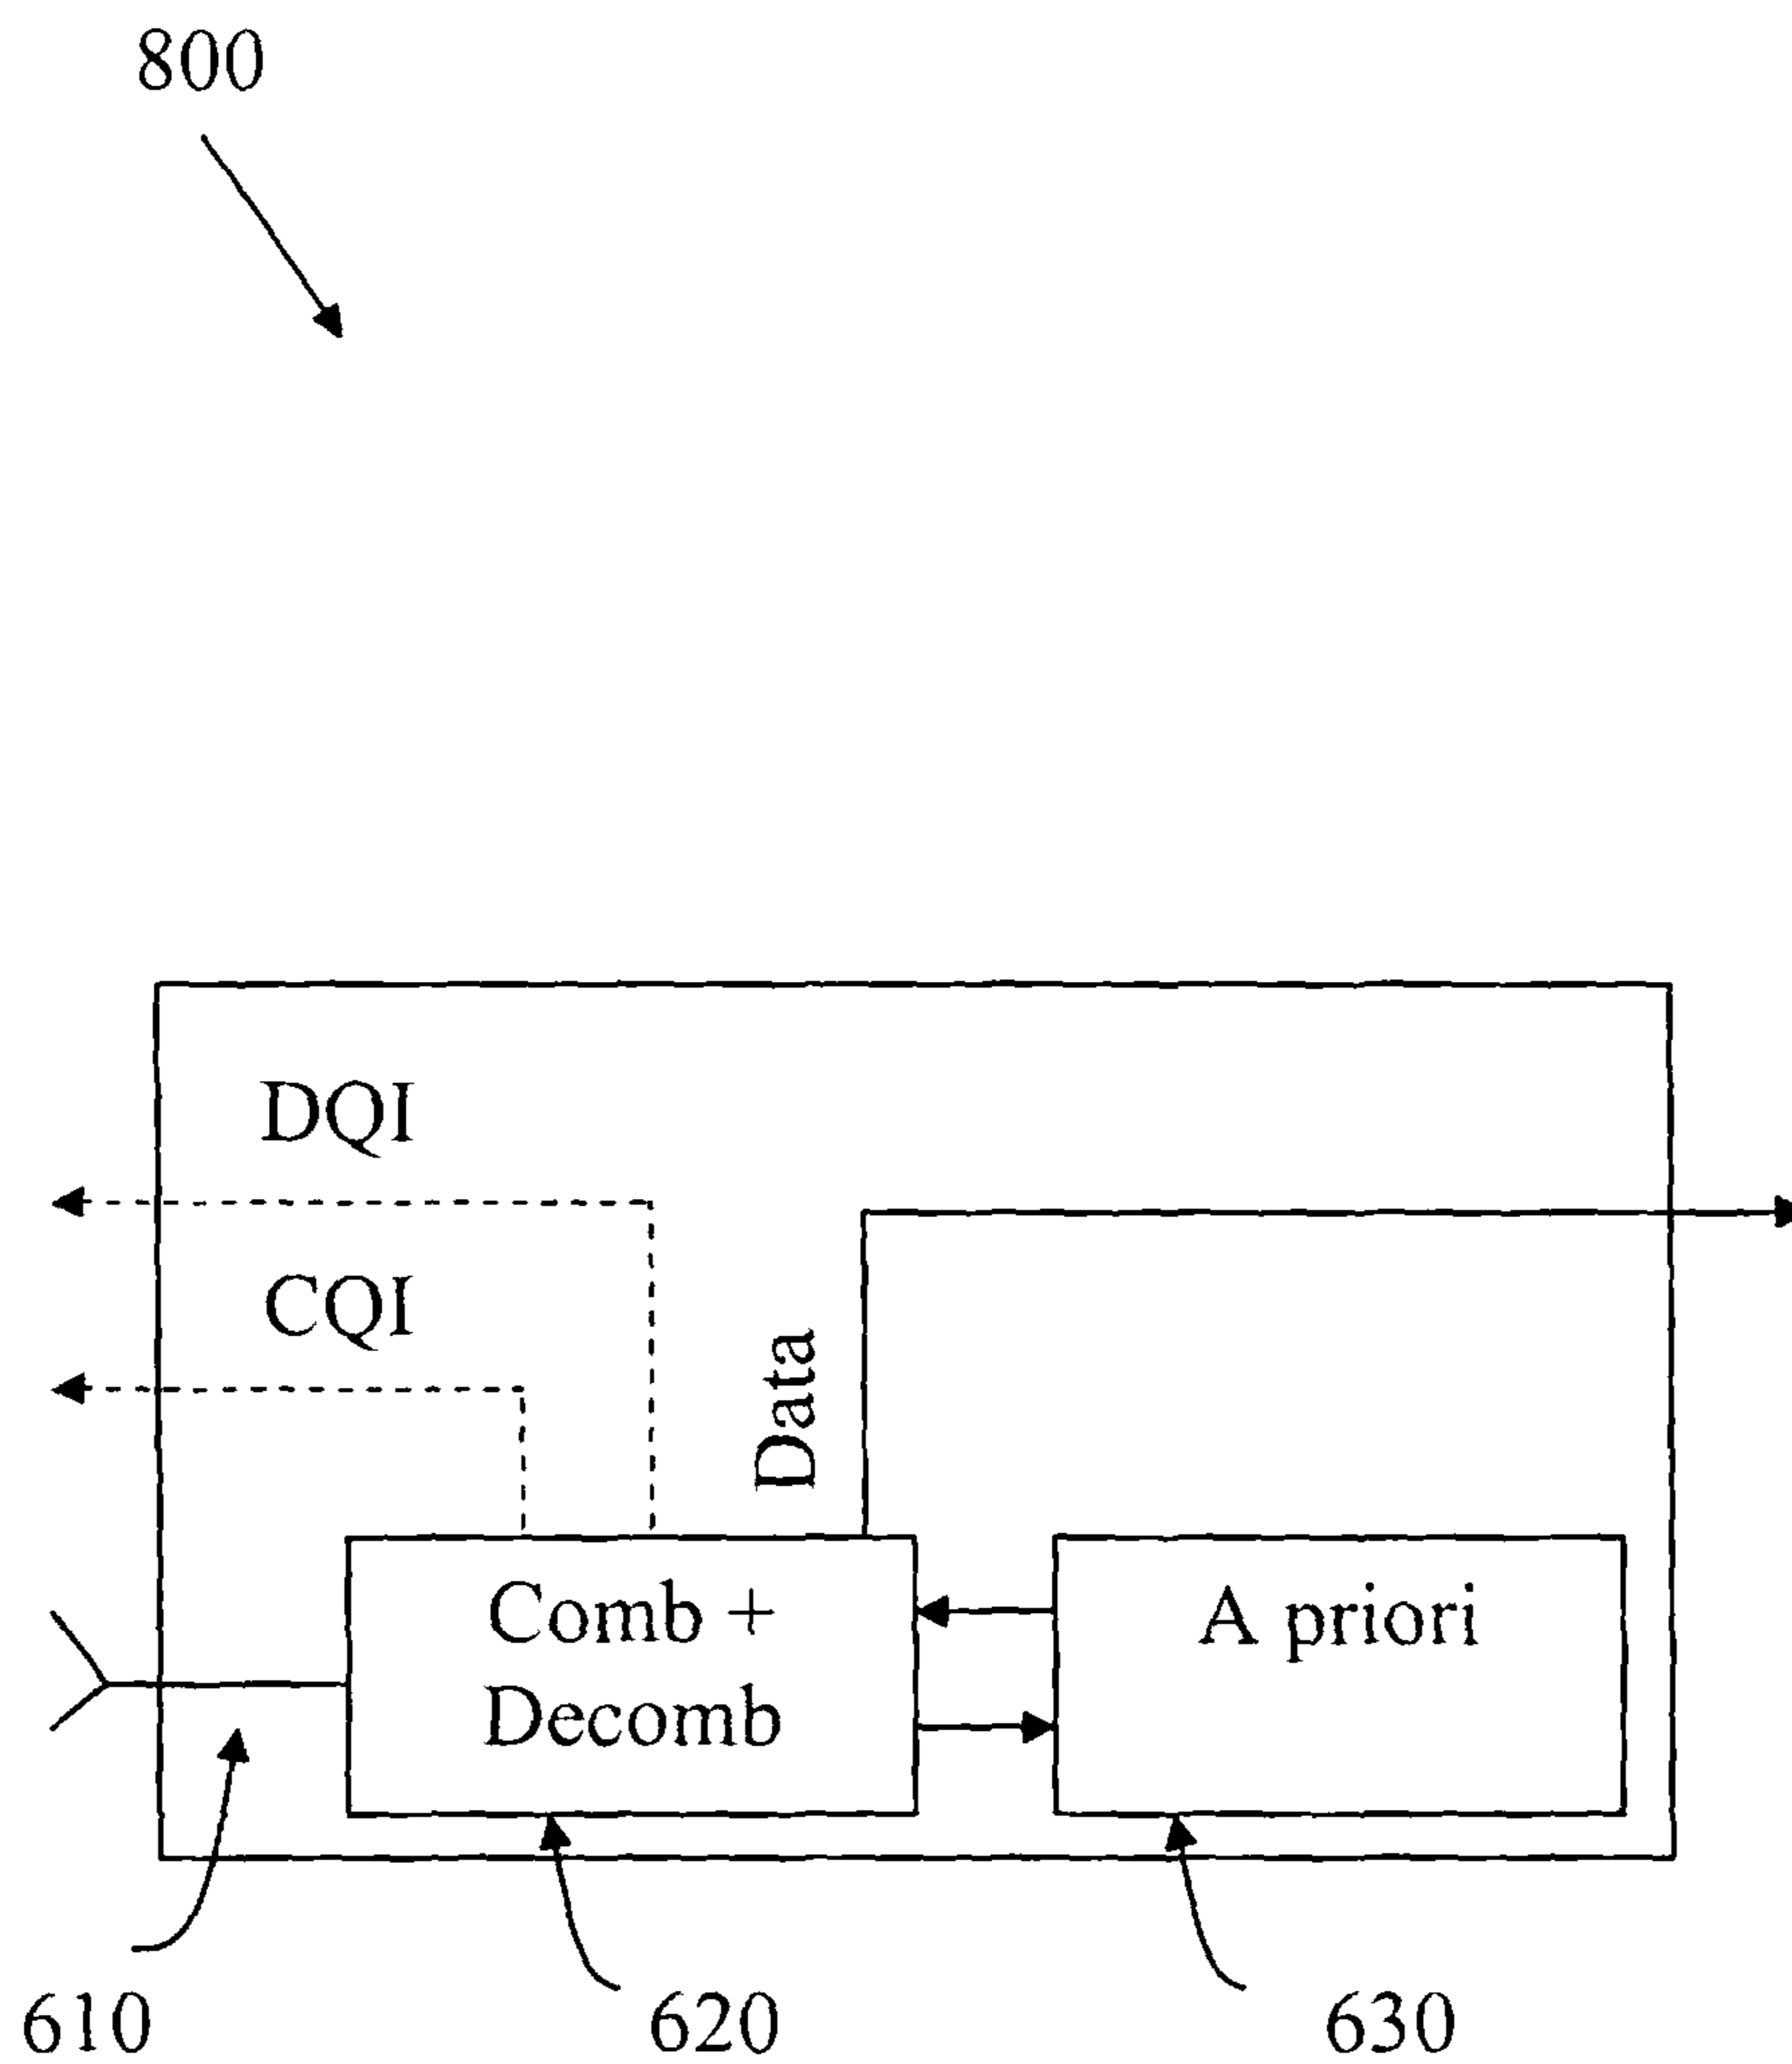 800
DQI
CQI
Data
Comb +
Decomb
A priori
610
620
630